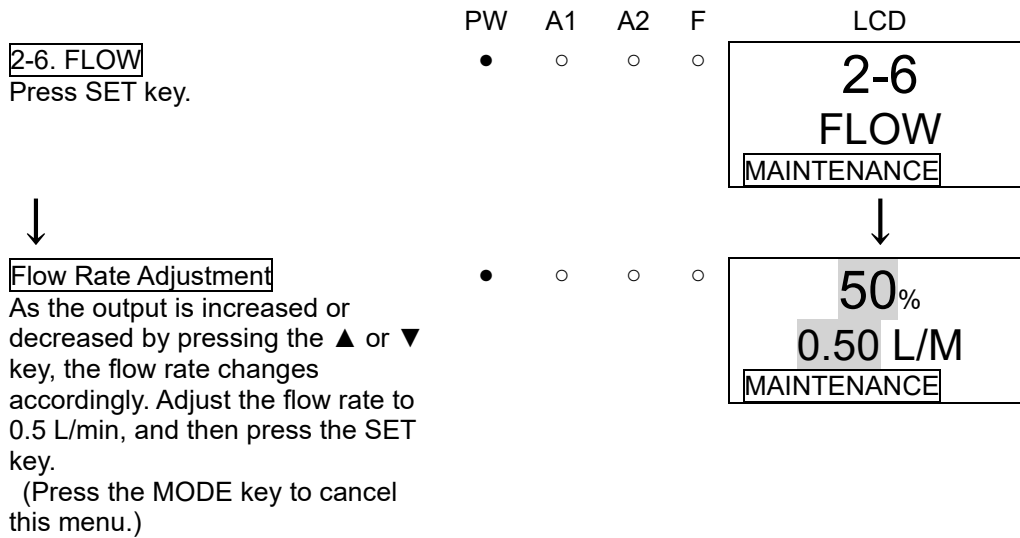 PW A1 A2 F LCD
2-6. FLOW ● ○ ○ ○ 2-6
Press SET key.
FLOW
MAINTENANCE
↓ ↓
Flow Rate Adjustment ● ○ ○ ○ 50%
As the output is increased or
decreased by pressing the ▲ or ▼ 0.50 L/M
key, the flow rate changes MAINTENANCE
accordingly. Adjust the flow rate to
0.5 L/min, and then press the SET
key.
(Press the MODE key to cancel
this menu.)